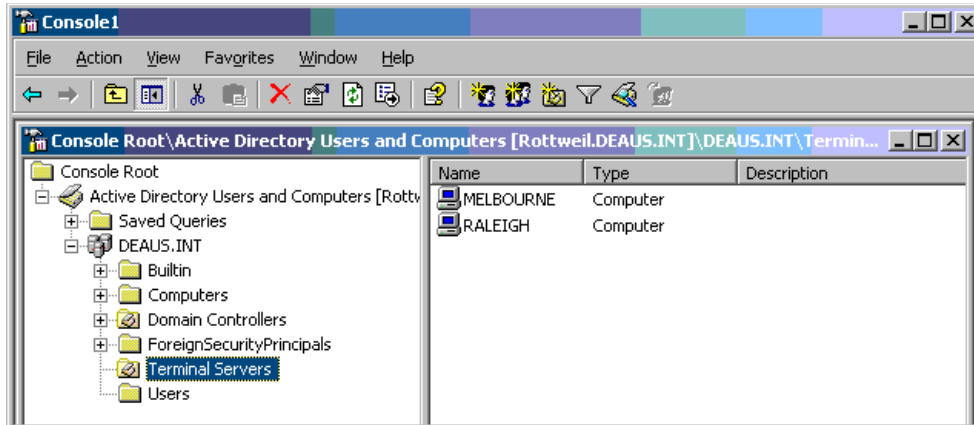 Console1
File Action View Favorites Window Help
Console Root\Active Directory Users and Computers [Rottweil.DEAUS.INT]\DEAUS.INT\Termin...
Console Root
Active Directory Users and Computers [Rottw
Saved Queries
DEAUS.INT
Builtin
Computers
Domain Controllers
ForeignSecurityPrincipals
Terminal Servers
Users
Name Type Description
MELBOURNE Computer
RALEIGH Computer